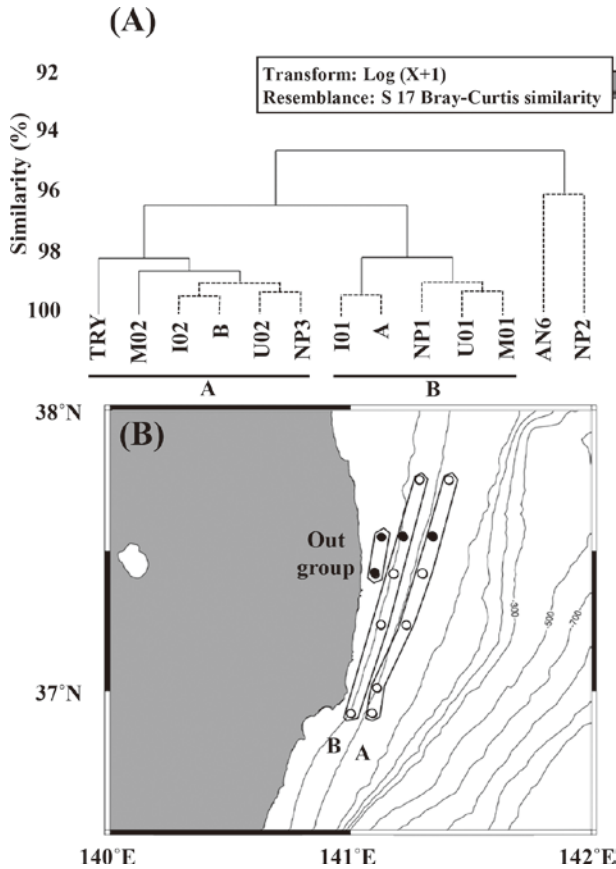 (A)
Transform: Log (X+1)
Resemblance: S 17 Bray-Curtis similarity
Similarity (%)
92
94
96
98
100
TRY
M02
I02
B
U02
NP3
I01
A
NP1
U01
M01
AN6
NP2
A
B
38°N
(B)
Out
group
300
500
700
37°N
B
A
140°E
141°E
142°E